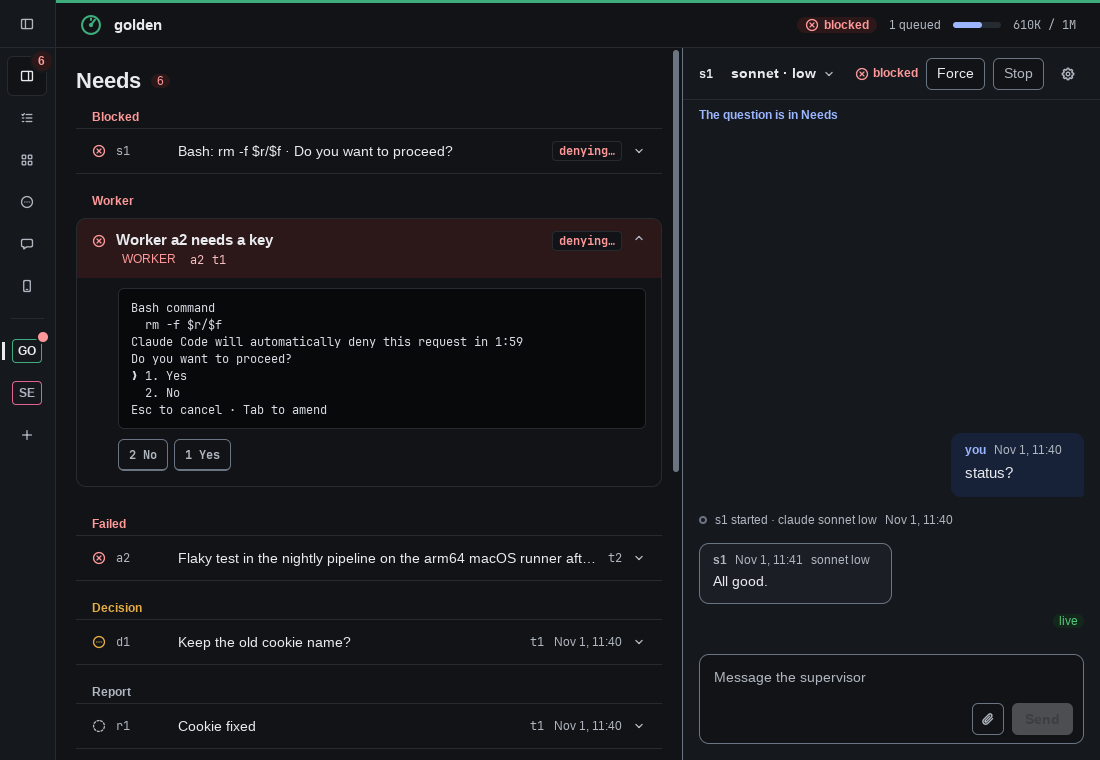 golden
blocked
1 queued
610K / 1M
6
GO
SE
Needs 6
Blocked
s1 Bash: rm -f $r/$f · Do you want to proceed? denying…
Worker
Worker a2 needs a key denying…
WORKER a2 t1
Bash command
rm -f $r/$f
Claude Code will automatically deny this request in 1:59
Do you want to proceed?
❯ 1. Yes
2. No
Esc to cancel · Tab to amend
2 No 1 Yes
Failed
a2 Flaky test in the nightly pipeline on the arm64 macOS runner aft… t2
Decision
d1 Keep the old cookie name? t1 Nov 1, 11:40
Report
r1 Cookie fixed t1 Nov 1, 11:40
s1 sonnet · low blocked Force Stop
The question is in Needs
you Nov 1, 11:40
status?
s1 started · claude sonnet low Nov 1, 11:40
s1 Nov 1, 11:41 sonnet low
All good.
live
Message the supervisor
Send